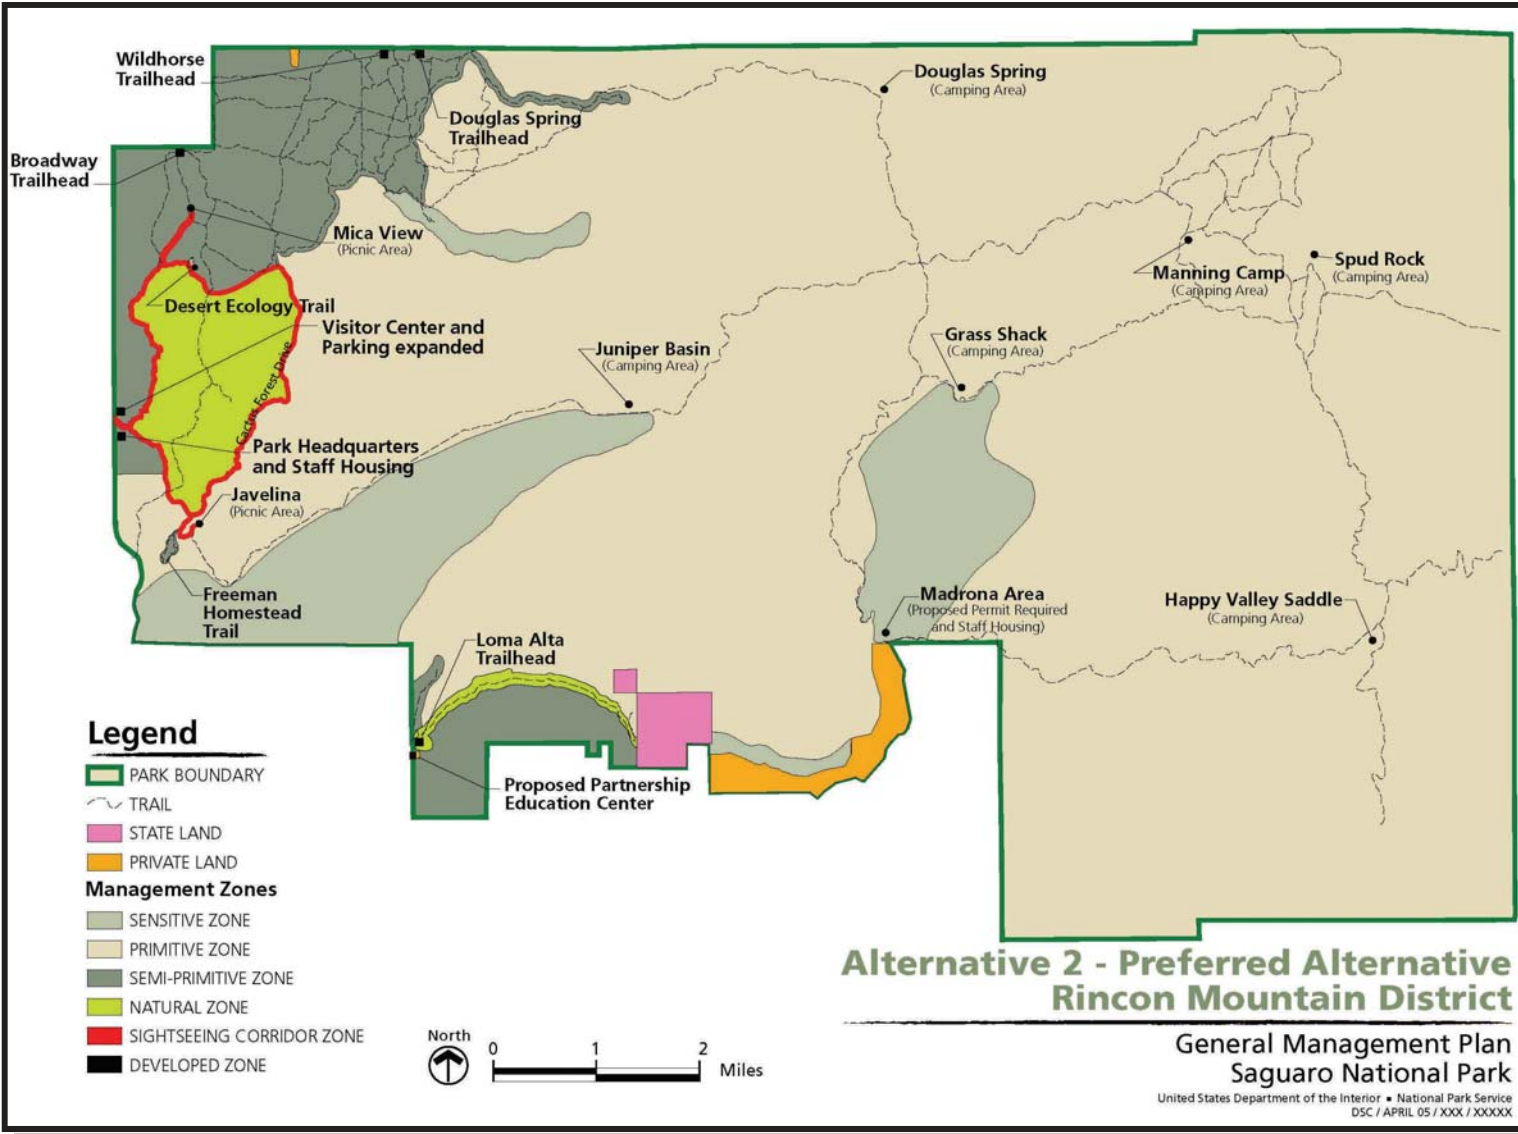 Wildhorse
Trailhead
Douglas Spring
(Camping Area)
Douglas Spring
Trailhead
Broadway
Trailhead
Mica View
(Picnic Area)
Manning Camp
(Camping Area)
Spud Rock
(Camping Area)
Desert Ecology Trail
Visitor Center and
Parking expanded
Juniper Basin
(Camping Area)
Grass Shack
(Camping Area)
Cactus Forest Drive
Park Headquarters
and Staff Housing
Javelina
(Picnic Area)
Freeman
Homestead
Trail
Madrona Area
(Proposed Permit Required
and Staff Housing)
Happy Valley Saddle
(Camping Area)
Loma Alta
Trailhead
Proposed Partnership
Education Center
Legend
PARK BOUNDARY
TRAIL
STATE LAND
PRIVATE LAND
Management Zones
SENSITIVE ZONE
PRIMITIVE ZONE
SEMI-PRIMITIVE ZONE
NATURAL ZONE
SIGHTSEEING CORRIDOR ZONE
DEVELOPED ZONE
North
0 1 2
Miles
Alternative 2 - Preferred Alternative
Rincon Mountain District
General Management Plan
Saguaro National Park
United States Department of the Interior ▪ National Park Service
DSC / APRIL 05 / XXX / XXXXX